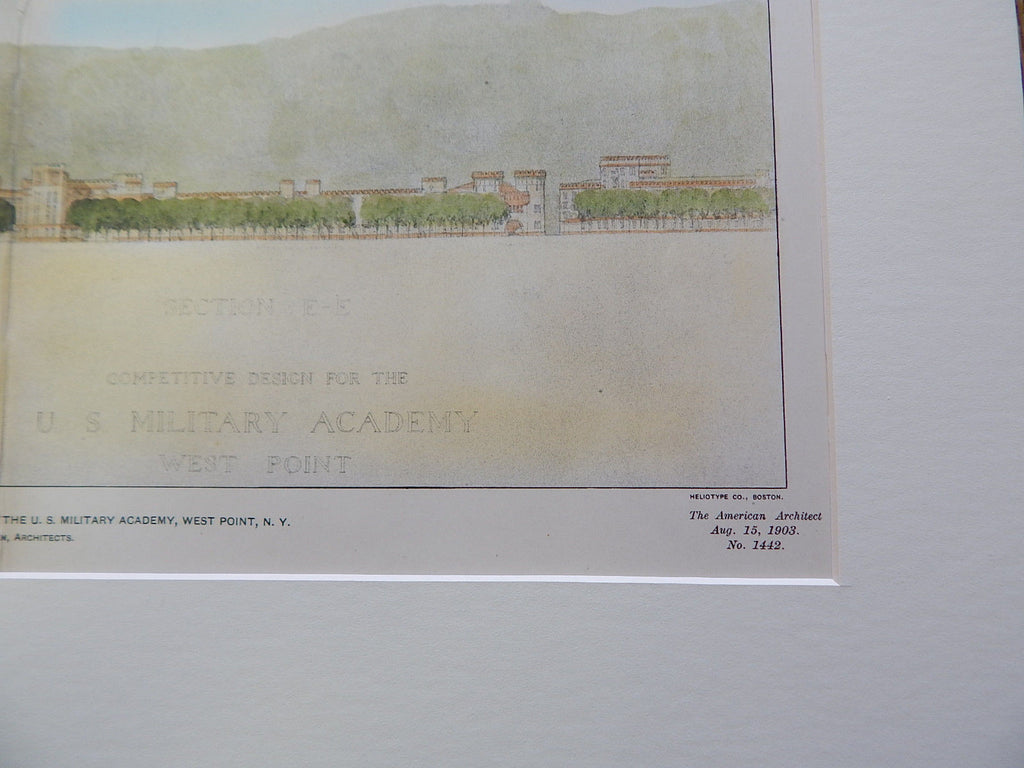 SECTION E-E
COMPETITIVE DESIGN FOR THE
U. S. MILITARY ACADEMY
WEST POINT
HELIOTYPE CO., BOSTON.
THE U. S. MILITARY ACADEMY, WEST POINT, N. Y.
ARCHITECTS.
The American Architect
Aug. 15, 1903.
No. 1442.